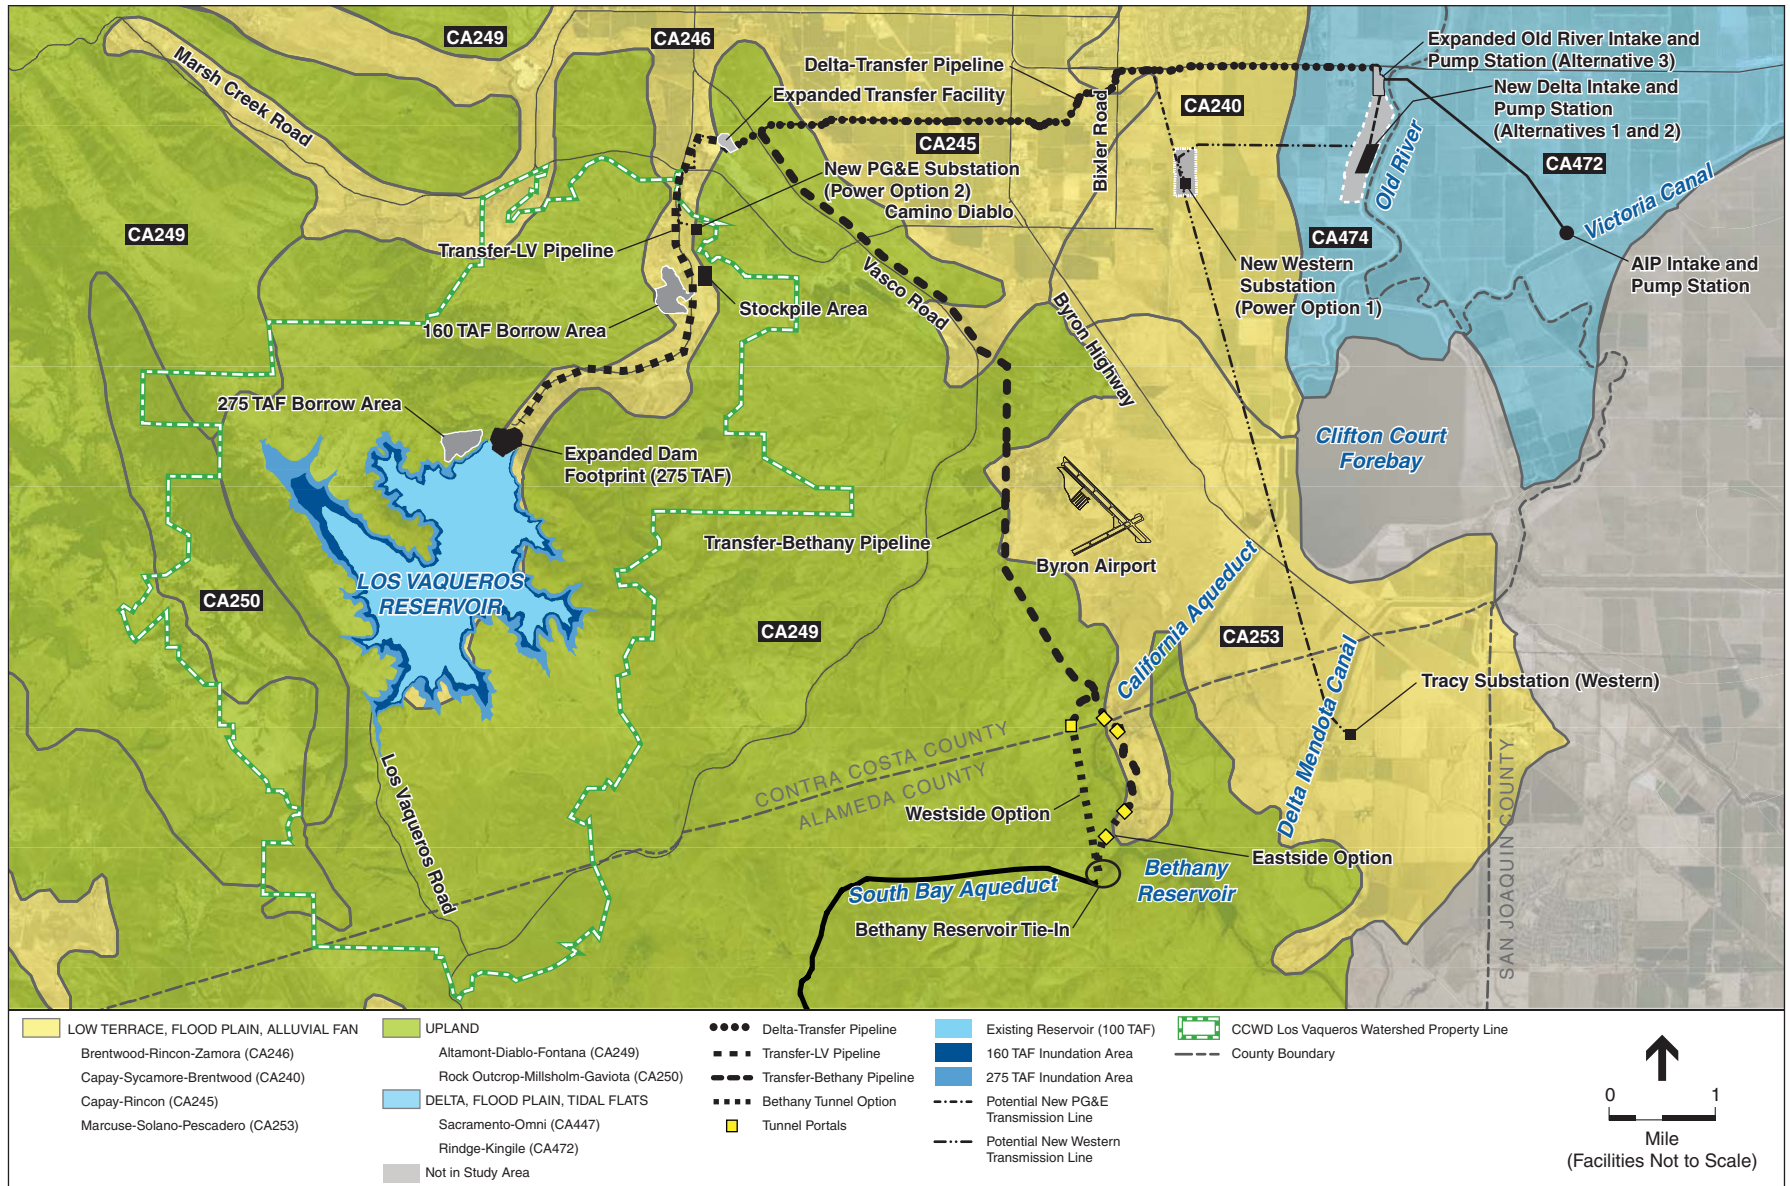 CA249
CA246
Marsh Creek Road
Delta-Transfer Pipeline
Expanded Old River Intake and
Pump Station (Alternative 3)
Expanded Transfer Facility
Bixler Road
CA240
New Delta Intake and
Pump Station
(Alternatives 1 and 2)
CA245
Old River
CA472
New PG&E Substation
(Power Option 2)
Camino Diablo
Victoria Canal
CA249
Transfer-LV Pipeline
CA474
New Western
Substation
(Power Option 1)
AIP Intake and
Pump Station
Vasco Road
Stockpile Area
160 TAF Borrow Area
Byron Highway
275 TAF Borrow Area
Expanded Dam
Footprint (275 TAF)
Clifton Court
Forebay
Transfer-Bethany Pipeline
Byron Airport
LOS VAQUEROS
RESERVOIR
CA250
CA249
California Aqueduct
CA253
Delta Mendota Canal
Tracy Substation (Western)
CONTRA COSTA COUNTY
ALAMEDA COUNTY
SAN JOAQUIN COUNTY
Los Vaqueros Road
Westside Option
Eastside Option
South Bay Aqueduct
Bethany
Reservoir
Bethany Reservoir Tie-In
LOW TERRACE, FLOOD PLAIN, ALLUVIAL FAN
Brentwood-Rincon-Zamora (CA246)
Capay-Sycamore-Brentwood (CA240)
Capay-Rincon (CA245)
Marcuse-Solano-Pescadero (CA253)
UPLAND
Altamont-Diablo-Fontana (CA249)
Rock Outcrop-Millsholm-Gaviota (CA250)
DELTA, FLOOD PLAIN, TIDAL FLATS
Sacramento-Omni (CA447)
Rindge-Kingile (CA472)
Not in Study Area
Delta-Transfer Pipeline
Transfer-LV Pipeline
Transfer-Bethany Pipeline
Bethany Tunnel Option
Tunnel Portals
Existing Reservoir (100 TAF)
160 TAF Inundation Area
275 TAF Inundation Area
Potential New PG&E
Transmission Line
Potential New Western
Transmission Line
CCWD Los Vaqueros Watershed Property Line
County Boundary
0 1
Mile
(Facilities Not to Scale)